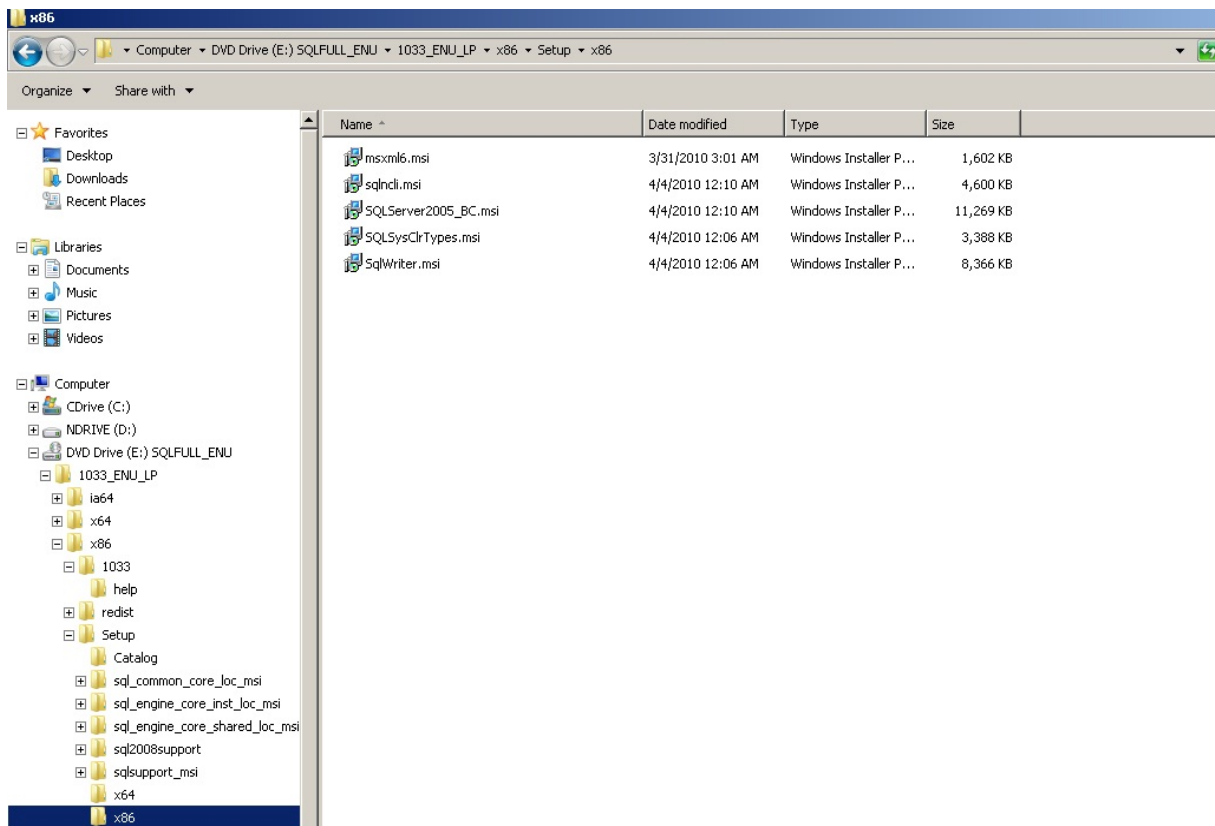 x86
Computer DVD Drive (E:) SQLFULL_ENU 1033_ENU_LP x86 Setup x86
Organize Share with
Favorites
Desktop
Downloads
Recent Places
Libraries
Documents
Music
Pictures
Videos
Computer
CDrive (C:)
NDRIVE (D:)
DVD Drive (E:) SQLFULL_ENU
1033_ENU_LP
ia64
x64
x86
1033
help
redist
Setup
Catalog
sql_common_core_loc_msi
sql_engine_core_inst_loc_msi
sql_engine_core_shared_loc_msi
sql2008support
sqlsupport_msi
x64
x86
Name Date modified Type Size
msxml6.msi 3/31/2010 3:01 AM Windows Installer P... 1,602 KB
sqlncli.msi 4/4/2010 12:10 AM Windows Installer P... 4,600 KB
SQLServer2005_BC.msi 4/4/2010 12:10 AM Windows Installer P... 11,269 KB
SQLSysClrTypes.msi 4/4/2010 12:06 AM Windows Installer P... 3,388 KB
SqlWriter.msi 4/4/2010 12:06 AM Windows Installer P... 8,366 KB